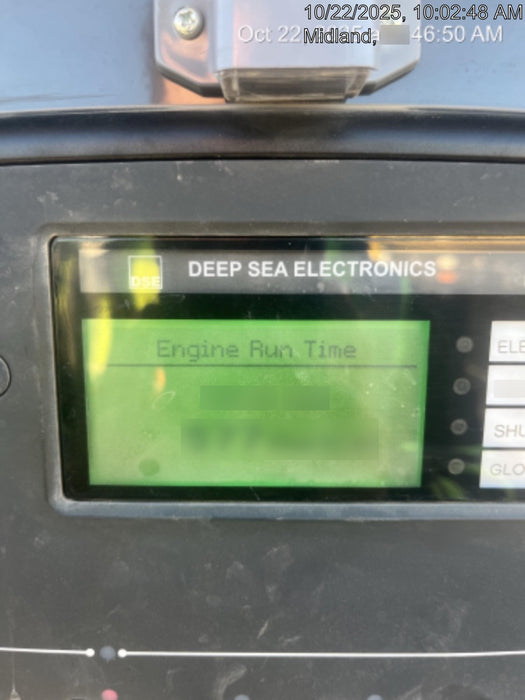 10/22/2025, 10:02:48 AM
Oct 22 46:50 AM
Midland,
DSE
DEEP SEA ELECTRONICS
Engine Run Time
ELE
SHU
GLO